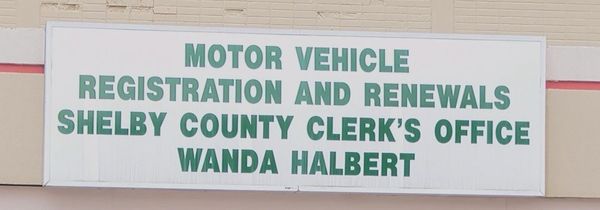 MOTOR VEHICLE
REGISTRATION AND RENEWALS
SHELBY COUNTY CLERK'S OFFICE
WANDA HALBERT